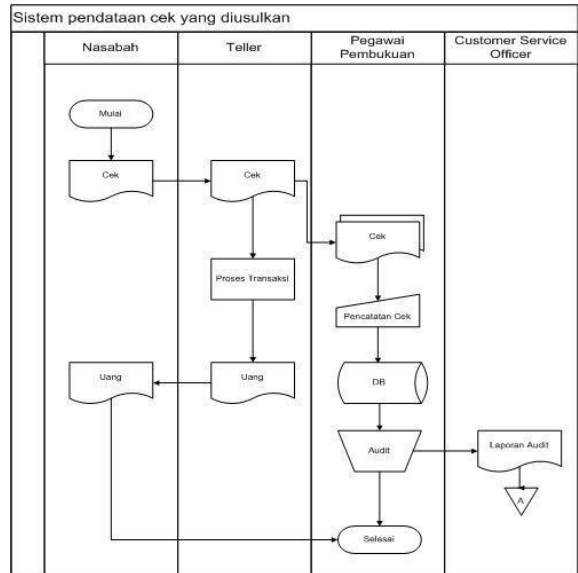 Sistem pendataan cek yang diusulkan
Nasabah
Teller
Pegawai
Pembukuan
Customer Service
Officer
Mulai
Cek
Cek
Cek
Proses Transaksi
Pencatatan Cek
Uang
Uang
DB
Audit
Laporan Audit
A
Selesai